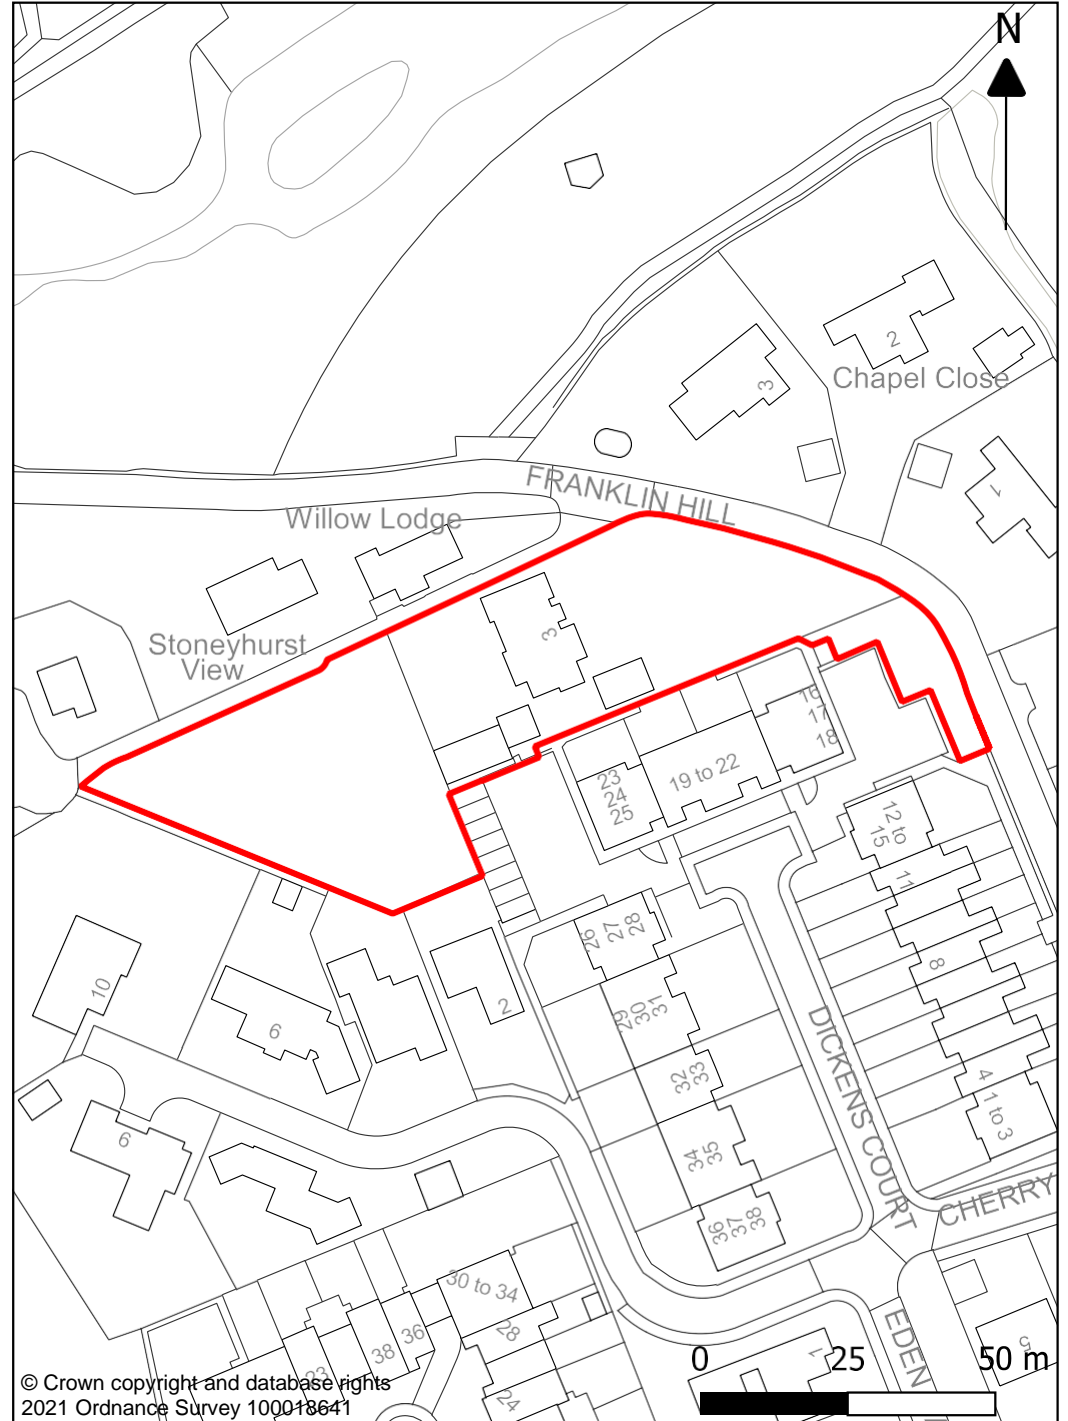 N
2
Chapel Close
3
1
FRANKLIN HILL
Willow Lodge
Stoneyhurst
View
3
16
17
18
19 to 22
23
24
25
12 to
15
11
26
27
28
8
10
2
6
29
30
31
DICKENS COURT
32
33
4
1 to 3
6
34
35
CHERRY
36
37
38
30 to 34
28
36
38
23
24
EDEN
5
1
0 25 50 m
© Crown copyright and database rights
2021 Ordnance Survey 100018641